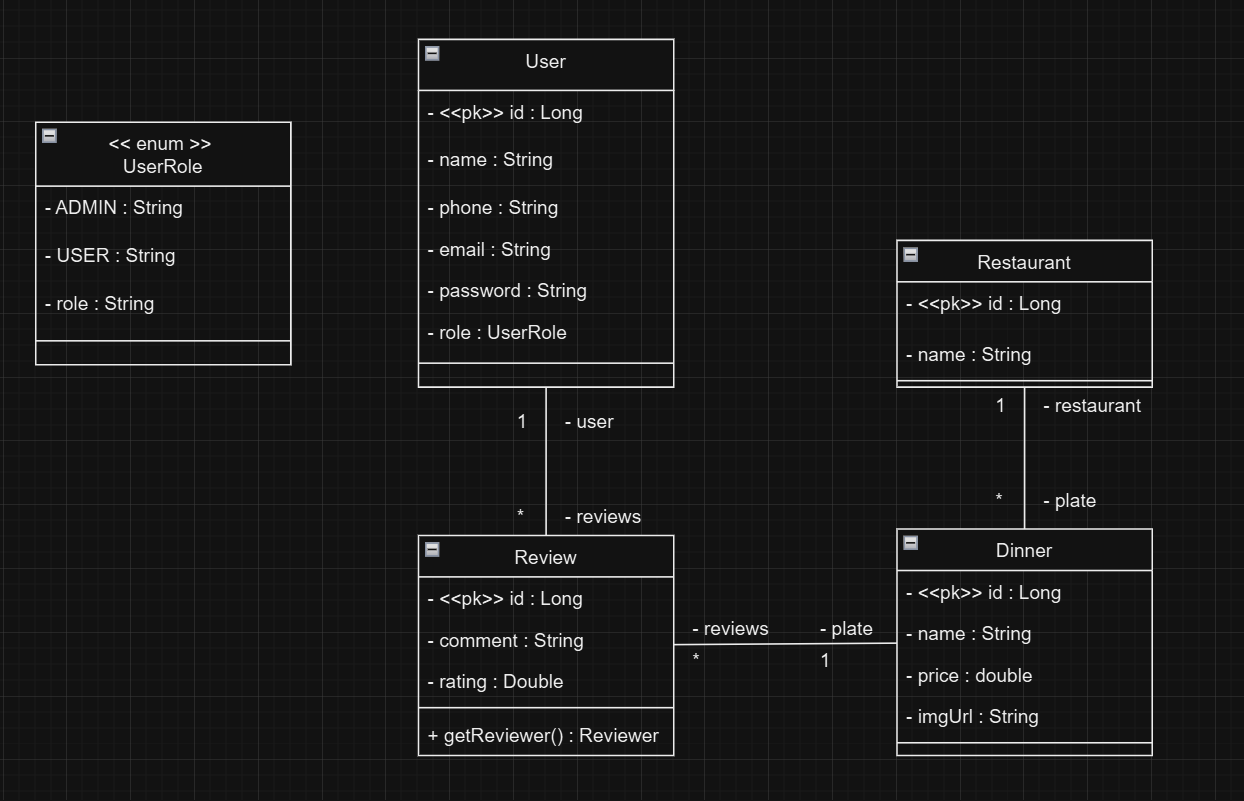 << enum >>
UserRole
- ADMIN : String
- USER : String
- role : String
User
- <<pk>> id : Long
- name : String
- phone : String
- email : String
- password : String
- role : UserRole
1
- user
*
- reviews
Review
- <<pk>> id : Long
- comment : String
- rating : Double
+ getReviewer() : Reviewer
- reviews
*
- plate
1
Restaurant
- <<pk>> id : Long
- name : String
1
- restaurant
*
- plate
Dinner
- <<pk>> id : Long
- name : String
- price : double
- imgUrl : String